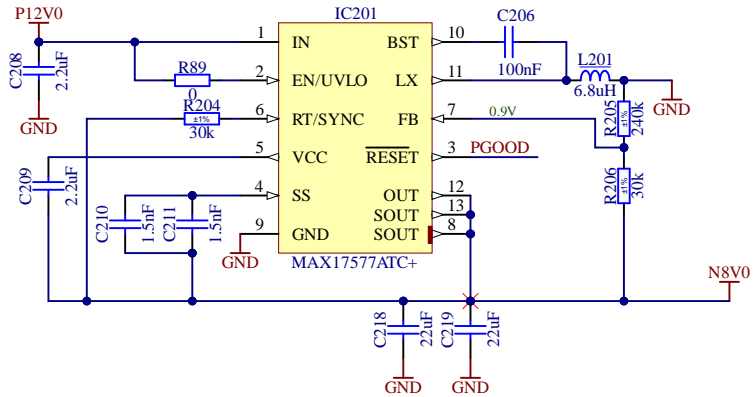 P12V0
IC201
C206
100nF
C208
2.2uF
GND
1
IN
BST
10
R89
0
2
EN/UVLO
LX
11
L201
6.8uH
GND
R204
±1%
30k
6
RT/SYNC
FB
7
0.9V
R205
±1%
240k
5
VCC
RESET
3
PGOOD
C209
2.2uF
R206
±1%
30k
4
SS
OUT
12
C210
1.5nF
C211
1.5nF
SOUT
13
9
GND
SOUT
8
GND
MAX17577ATC+
N8V0
C218
22uF
C219
22uF
GND
GND